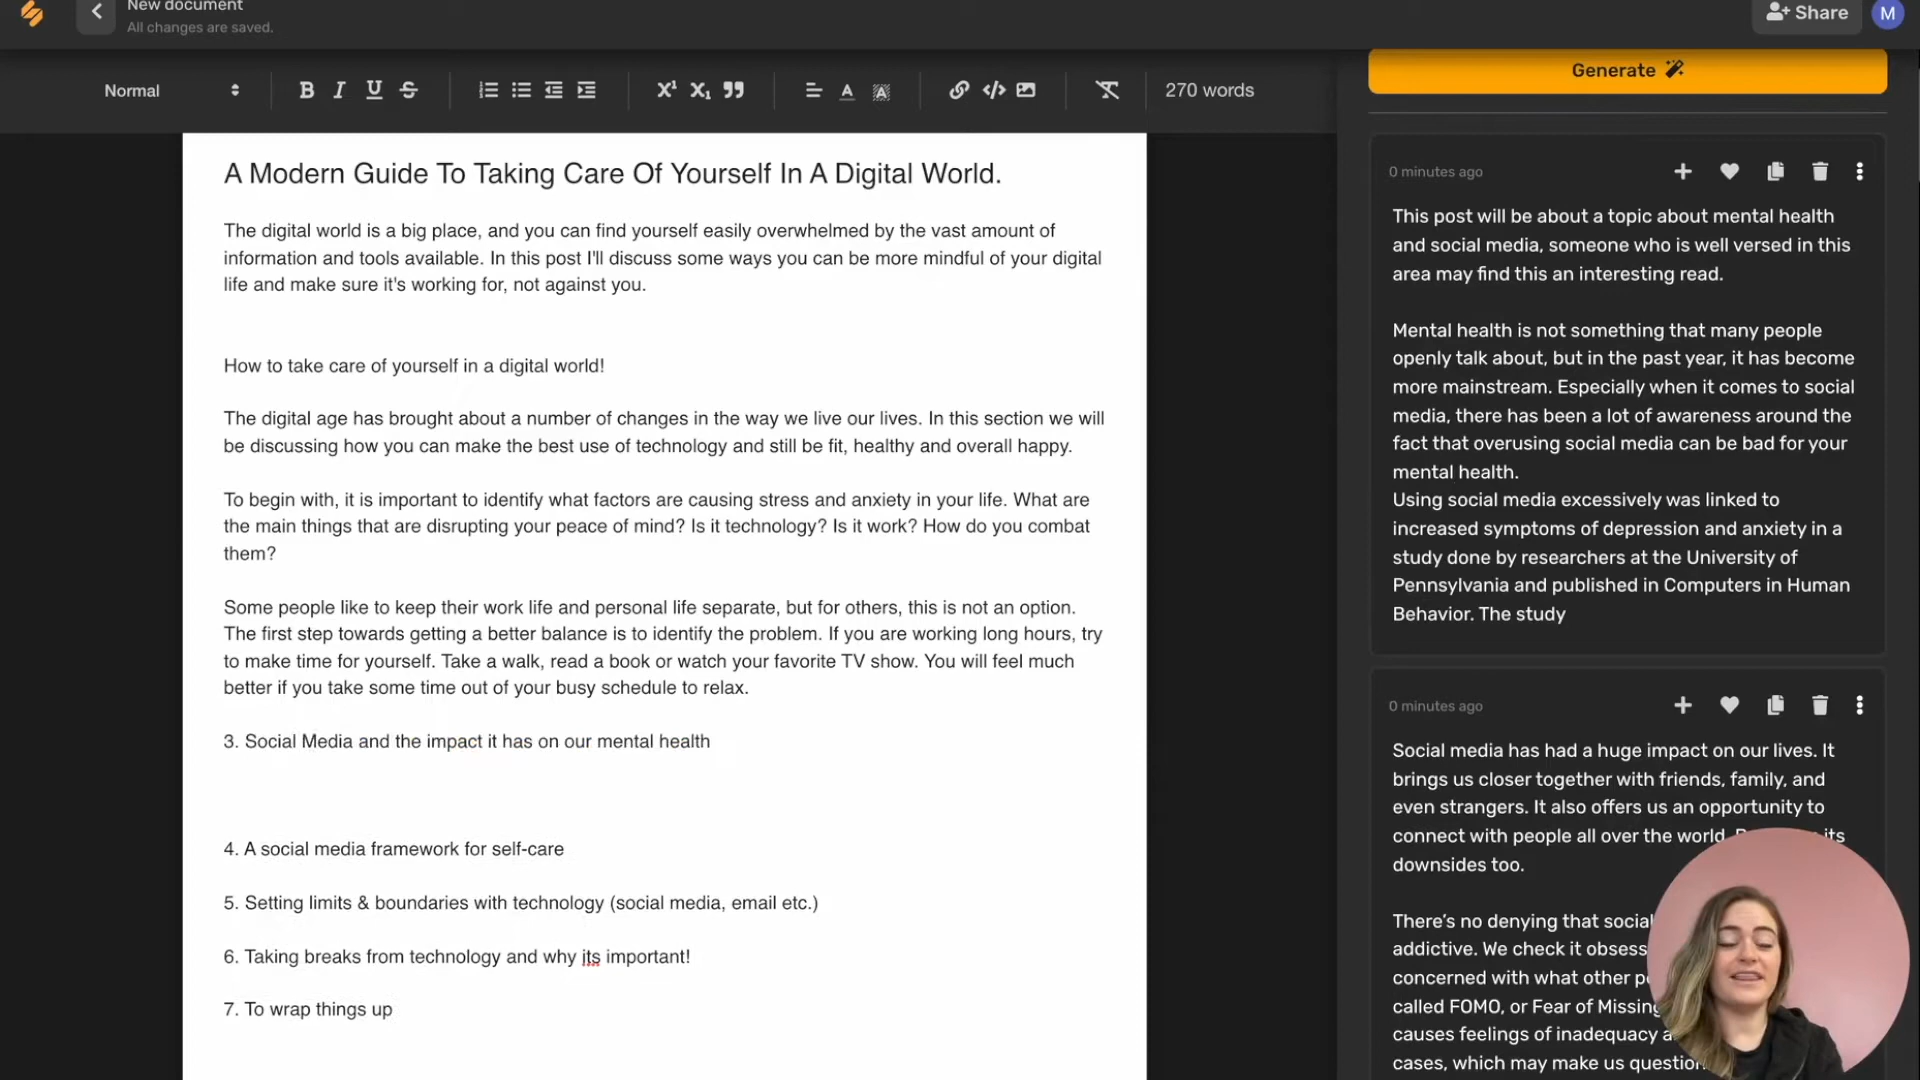 New document
All changes are saved.
Share
M
Normal
B I U S
X¹ X₁
A
A
270 words
Generate
A Modern Guide To Taking Care Of Yourself In A Digital World.
The digital world is a big place, and you can find yourself easily overwhelmed by the vast amount of
information and tools available. In this post I'll discuss some ways you can be more mindful of your digital
life and make sure it's working for, not against you.
How to take care of yourself in a digital world!
The digital age has brought about a number of changes in the way we live our lives. In this section we will
be discussing how you can make the best use of technology and still be fit, healthy and overall happy.
To begin with, it is important to identify what factors are causing stress and anxiety in your life. What are
the main things that are disrupting your peace of mind? Is it technology? Is it work? How do you combat
them?
Some people like to keep their work life and personal life separate, but for others, this is not an option.
The first step towards getting a better balance is to identify the problem. If you are working long hours, try
to make time for yourself. Take a walk, read a book or watch your favorite TV show. You will feel much
better if you take some time out of your busy schedule to relax.
3. Social Media and the impact it has on our mental health
4. A social media framework for self-care
5. Setting limits & boundaries with technology (social media, email etc.)
6. Taking breaks from technology and why its important!
7. To wrap things up
0 minutes ago
This post will be about a topic about mental health
and social media, someone who is well versed in this
area may find this an interesting read.
Mental health is not something that many people
openly talk about, but in the past year, it has become
more mainstream. Especially when it comes to social
media, there has been a lot of awareness around the
fact that overusing social media can be bad for your
mental health.
Using social media excessively was linked to
increased symptoms of depression and anxiety in a
study done by researchers at the University of
Pennsylvania and published in Computers in Human
Behavior. The study
0 minutes ago
Social media has had a huge impact on our lives. It
brings us closer together with friends, family, and
even strangers. It also offers us an opportunity to
connect with people all over the world. its
downsides too.
There's no denying that social
addictive. We check it
concerned with what other
called FOMO, or Fear of
causes feelings of inadequacy
cases, which may make us